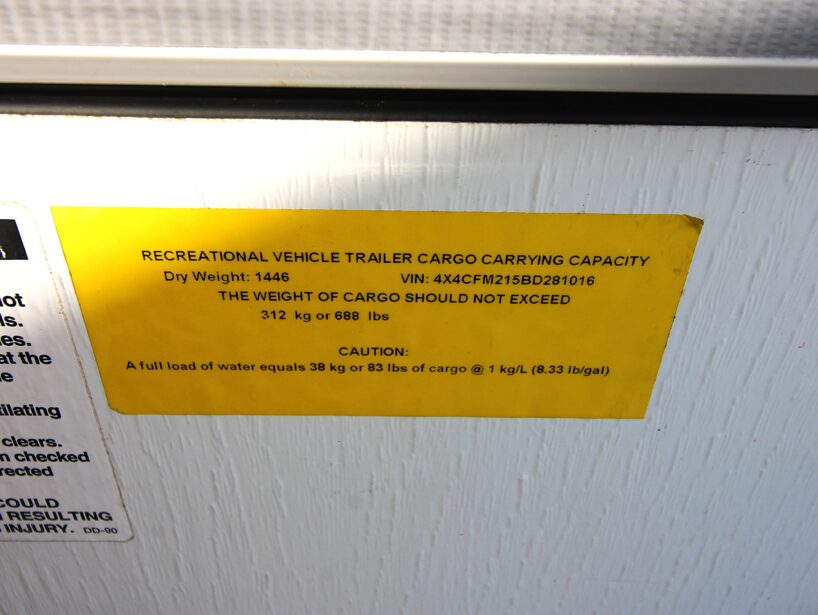 RECREATIONAL VEHICLE TRAILER CARGO CARRYING CAPACITY
Dry Weight: 1446 VIN: 4X4CFM215BD281016
THE WEIGHT OF CARGO SHOULD NOT EXCEED
312 kg or 688 lbs
CAUTION:
A full load of water equals 38 kg or 83 lbs of cargo @ 1 kg/L (8.33 lb/gal)
at the
clears.
checked
COULD
RESULTING
INJURY. DD-90